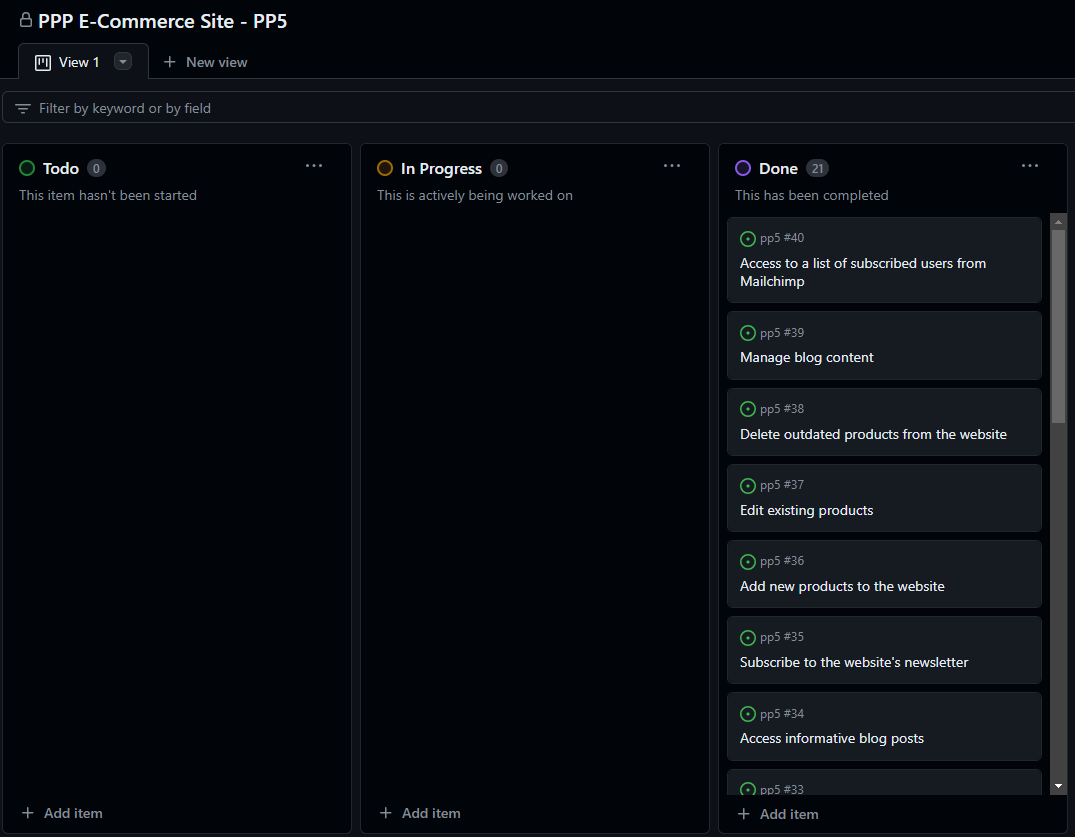 PPP E-Commerce Site - PP5
View 1
New view
Filter by keyword or by field
Todo 0
This item hasn't been started
Add item
In Progress 0
This is actively being worked on
Add item
Done 21
This has been completed
pp5 #40
Access to a list of subscribed users from
Mailchimp
pp5 #39
Manage blog content
pp5 #38
Delete outdated products from the website
pp5 #37
Edit existing products
pp5 #36
Add new products to the website
pp5 #35
Subscribe to the website's newsletter
pp5 #34
Access informative blog posts
pp5 #33
Add item